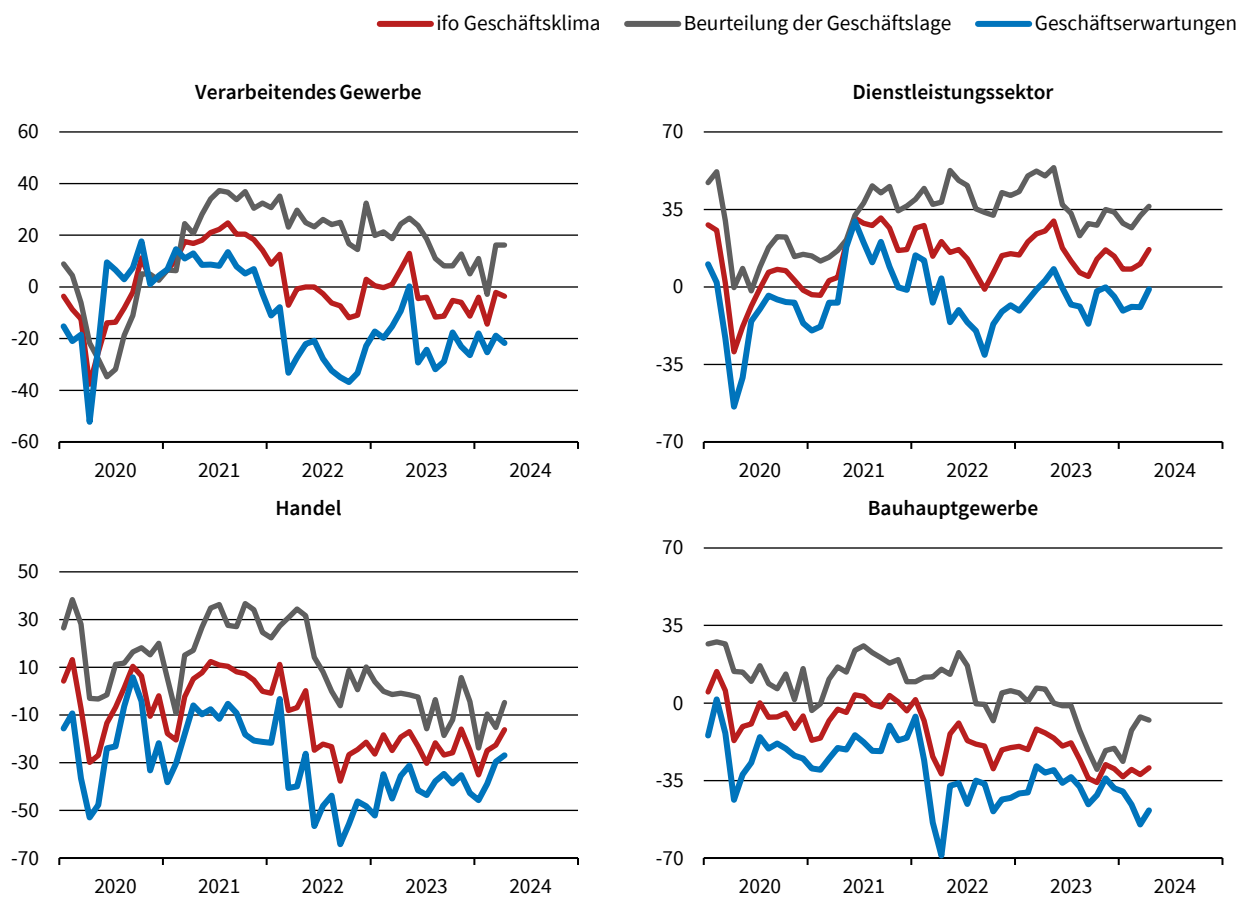 ifo Geschäftsklima Beurteilung der Geschäftslage Geschäftserwartungen
Verarbeitendes Gewerbe
60
40
20
0
-20
-40
-60
2020 2021 2022 2023 2024
Dienstleistungssektor
70
35
0
-35
-70
2020 2021 2022 2023 2024
Handel
50
30
10
-10
-30
-50
-70
2020 2021 2022 2023 2024
Bauhauptgewerbe
70
35
0
-35
-70
2020 2021 2022 2023 2024